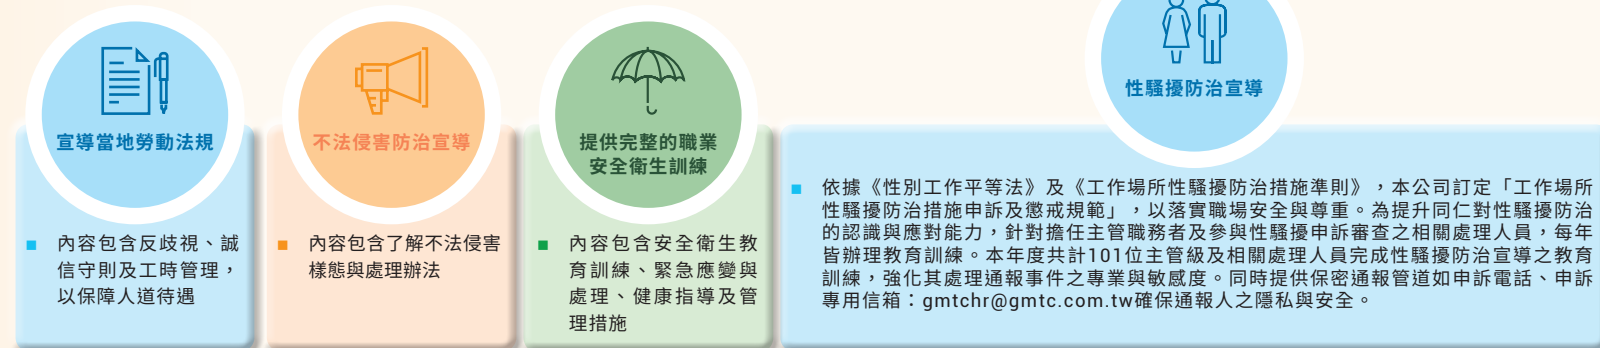 宣導當地勞動法規
■ 內容包含反歧視、誠
信守則及工時管理，
以保障人道待遇
不法侵害防治宣導
■ 內容包含了解不法侵害
樣態與處理辦法
提供完整的職業
安全衛生訓練
■ 內容包含安全衛生教
育訓練、緊急應變與
處理、健康指導及管
理措施
性騷擾防治宣導
■ 依據《性別工作平等法》及《工作場所性騷擾防治措施準則》，本公司訂定「工作場所
性騷擾防治措施申訴及懲戒規範」，以落實職場安全與尊重。為提升同仁對性騷擾防治
的認識與應對能力，針對擔任主管職務者及參與性騷擾申訴審查之相關處理人員，每年
皆辦理教育訓練。本年度共計101位主管級及相關處理人員完成性騷擾防治宣導之教育
訓練，強化其處理通報事件之專業與敏感度。同時提供保密通報管道如申訴電話、申訴
專用信箱：gmtchr@gmtc.com.tw確保通報人之隱私與安全。